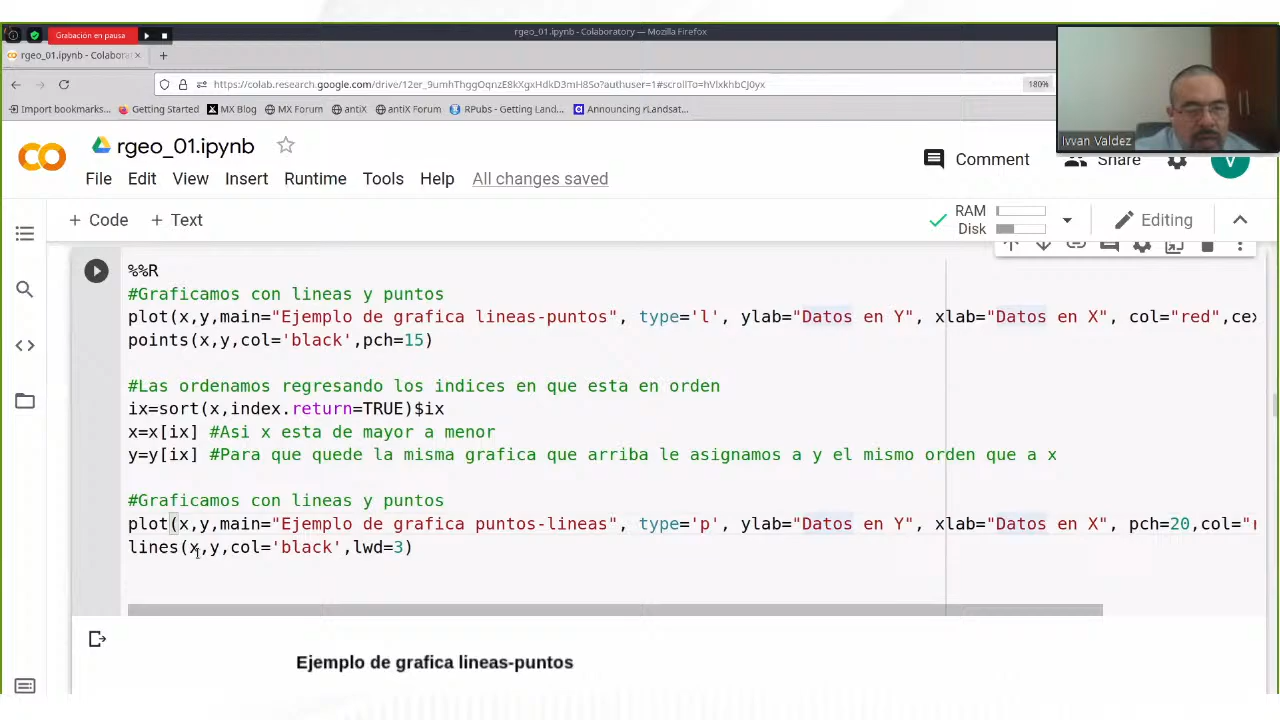 rgeo_01.ipynb - Colaboratory — Mozilla Firefox
Grabación en pausa
rgeo_01.ipynb - Colabora
https://colab.research.google.com/drive/12er_9umhThggOqnzE8kXgxHdkD3mH8So?authuser=1#scrollTo=hVlxkhbCJ0yx
180%
Import bookmarks... Getting Started MX Blog MX Forum antiX antiX Forum RPubs - Getting Land... Announcing rLandsat...
Ivvan Valdez
rgeo_01.ipynb
Comment Share V
File Edit View Insert Runtime Tools Help All changes saved
+ Code + Text
RAM
Disk
Editing
%%R
#Graficamos con lineas y puntos
plot(x,y,main="Ejemplo de grafica lineas-puntos", type='l', ylab="Datos en Y", xlab="Datos en X", col="red",cex
points(x,y,col='black',pch=15)
#Las ordenamos regresando los indices en que esta en orden
ix=sort(x,index.return=TRUE)$ix
x=x[ix] #Asi x esta de mayor a menor
y=y[ix] #Para que quede la misma grafica que arriba le asignamos a y el mismo orden que a x
#Graficamos con lineas y puntos
plot(x,y,main="Ejemplo de grafica puntos-lineas", type='p', ylab="Datos en Y", xlab="Datos en X", pch=20,col="r
lines(x,y,col='black',lwd=3)
Ejemplo de grafica lineas-puntos